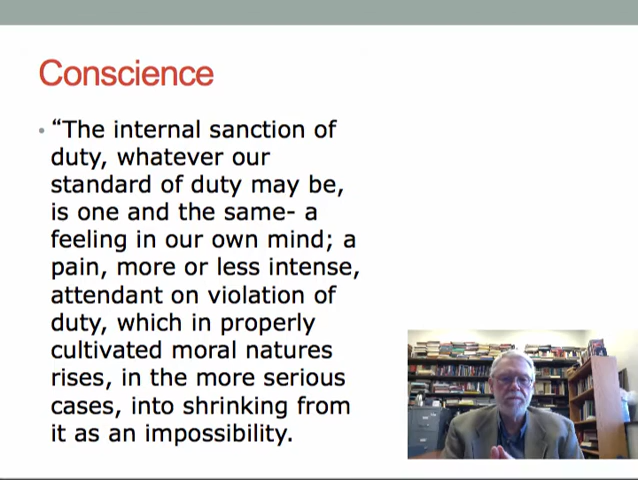 Conscience
• “The internal sanction of
duty, whatever our
standard of duty may be,
is one and the same- a
feeling in our own mind; a
pain, more or less intense,
attendant on violation of
duty, which in properly
cultivated moral natures
rises, in the more serious
cases, into shrinking from
it as an impossibility.